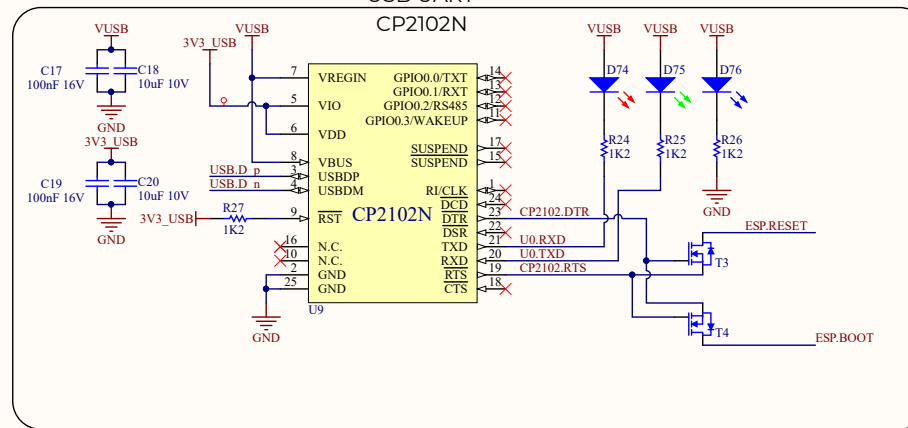 CP2102N
VUSB
C17
100nF 16V
C18
10uF 10V
GND
3V3_USB
C19
100nF 16V
C20
10uF 10V
GND
3V3_USB
VUSB
7
VREGIN
5
VIO
6
VDD
8
VBUS
USB.D_p
3
USBDP
USB.D_n
4
USBDM
3V3_USB
R27
1K2
9
RST
16
N.C.
10
N.C.
2
GND
25
GND
GND
U9
CP2102N
GPIO0.0/TXT
14
GPIO0.1/RXT
13
GPIO0.2/RS485
12
GPIO0.3/WAKEUP
11
SUSPEND
17
SUSPEND
15
RI/CLK
1
DCD
24
DTR
23
CP2102.DTR
DSR
22
TXD
21
U0.RXD
RXD
20
U0.TXD
RTS
19
CP2102.RTS
CTS
18
VUSB
D74
R24
1K2
VUSB
D75
R25
1K2
VUSB
D76
R26
1K2
GND
ESP.RESET
T3
T4
ESP.BOOT